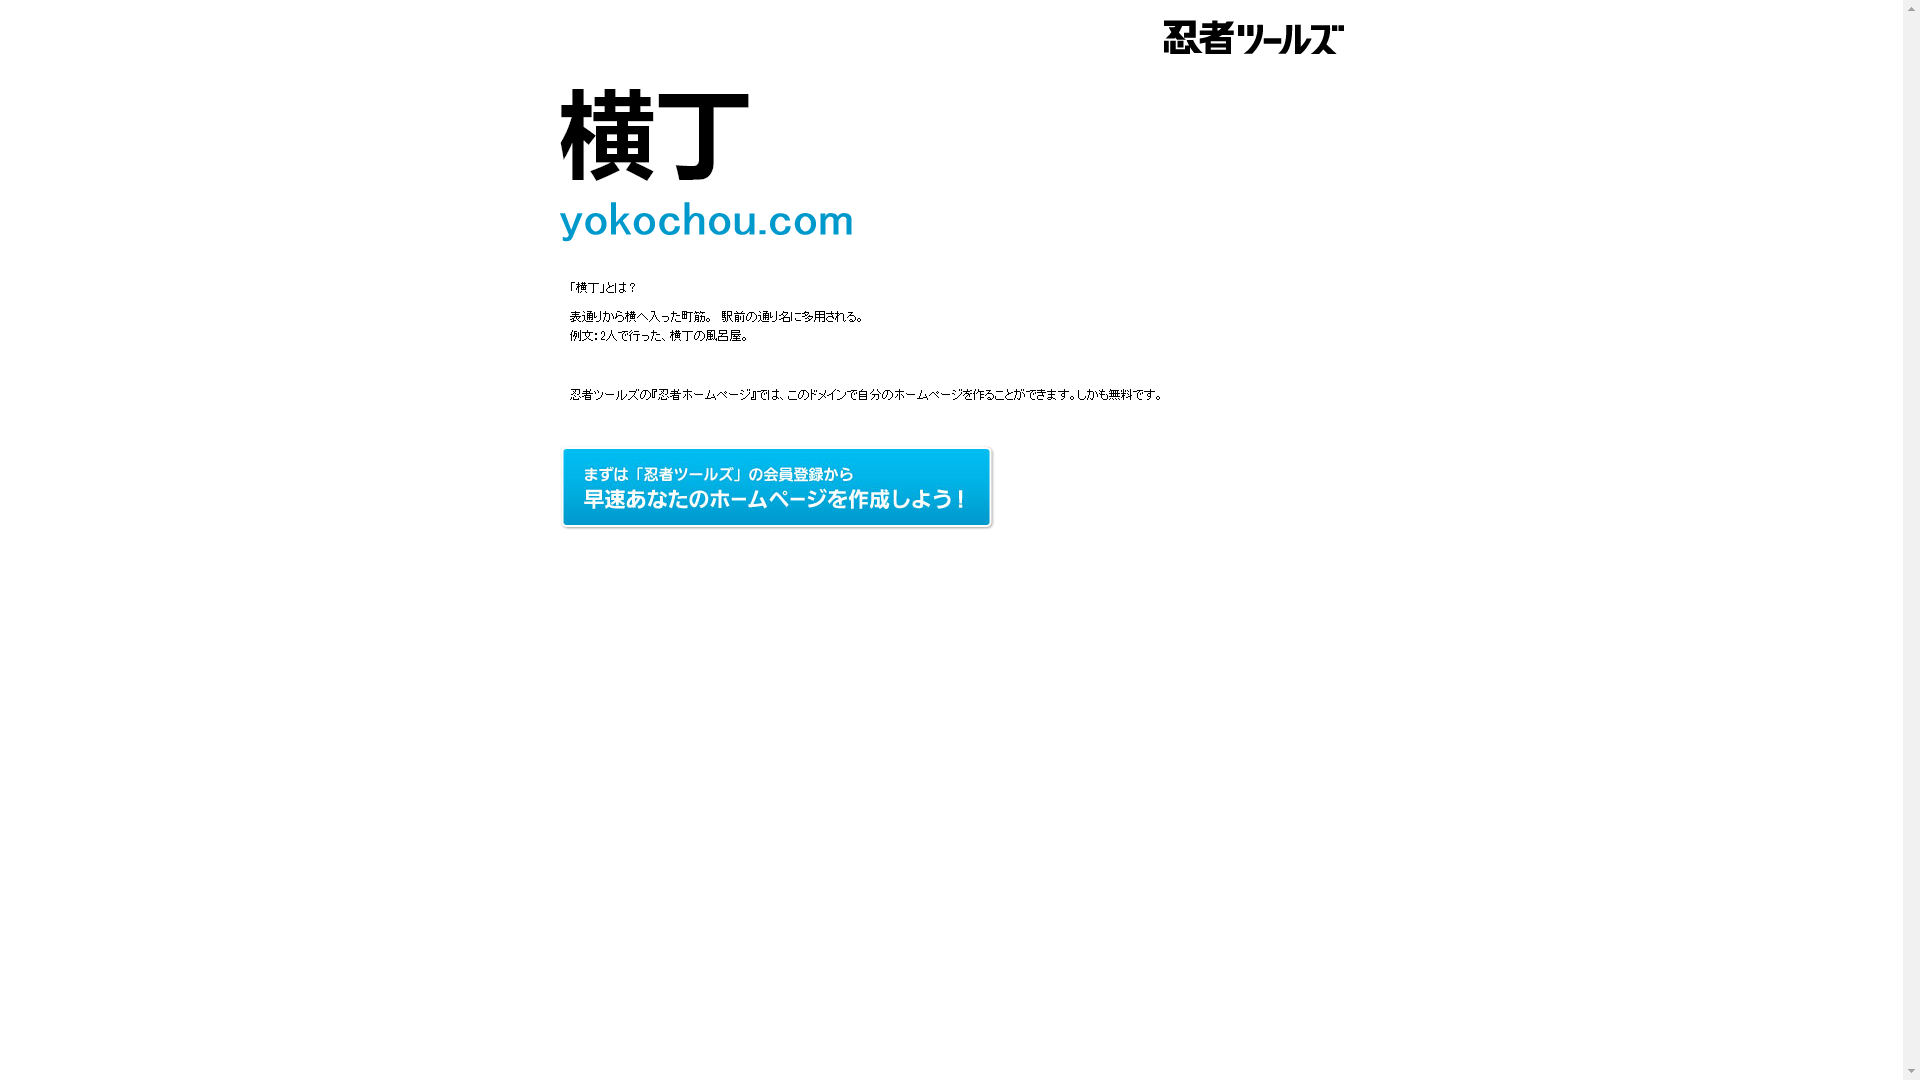 忍者ツールズ
横丁
yokochou.com
「横丁」とは？
表通りから横へ入った町筋。 駅前の通り名に多用される。
例文：2人で行った、横丁の風呂屋。
忍者ツールズの『忍者ホームページ』では、このドメインで自分のホームページを作ることができます。しかも無料です。
まずは「忍者ツールズ」の会員登録から
早速あなたのホームページを作成しよう！